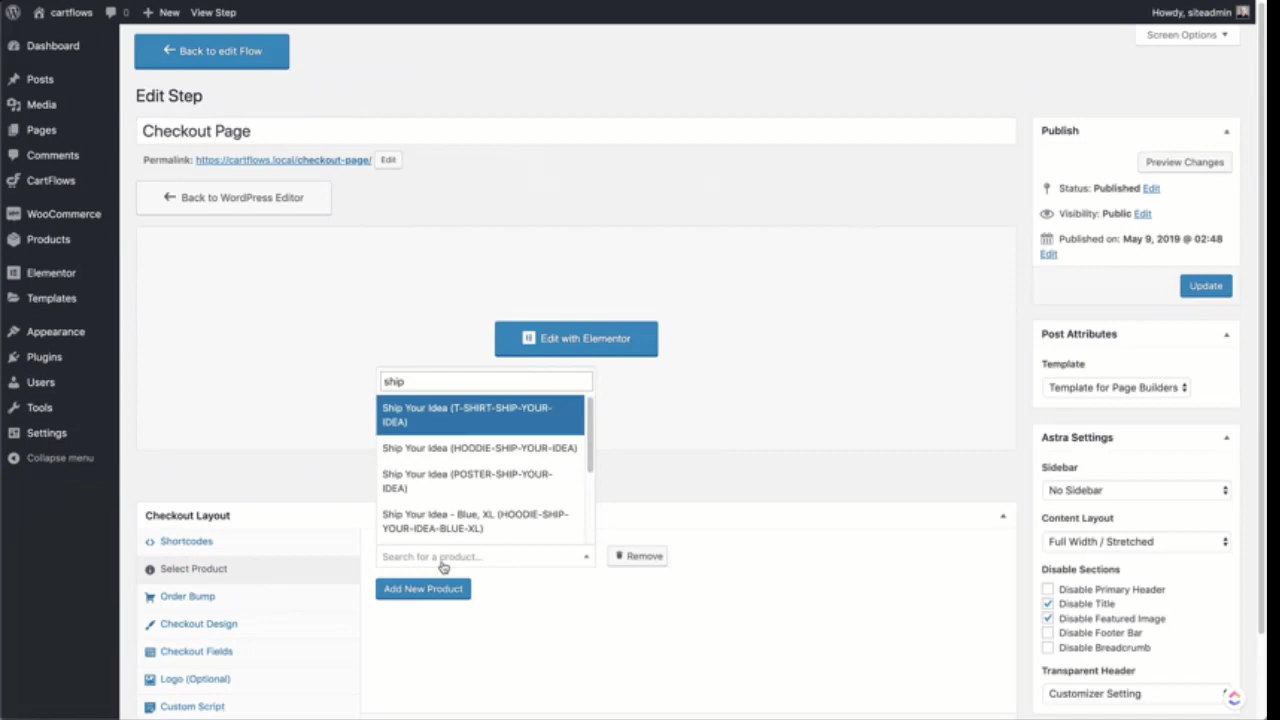 cartflows 0 New View Step Howdy, siteadmin
Screen Options
Dashboard
Posts
Media
Pages
Comments
CartFlows
WooCommerce
Products
Elementor
Templates
Appearance
Plugins
Users
Tools
Settings
Collapse menu
Back to edit Flow
Edit Step
Checkout Page
Permalink: https://cartflows.local/checkout-page/ Edit
Back to WordPress Editor
Edit with Elementor
ship
Ship Your Idea (T-SHIRT-SHIP-YOUR-
IDEA)
Ship Your Idea (HOODIE-SHIP-YOUR-IDEA)
Ship Your Idea (POSTER-SHIP-YOUR-
IDEA)
Ship Your Idea - Blue, XL (HOODIE-SHIP-
YOUR-IDEA-BLUE-XL)
Search for a product...
Remove
Add New Product
Checkout Layout
Shortcodes
Select Product
Order Bump
Checkout Design
Checkout Fields
Logo (Optional)
Custom Script
Publish
Preview Changes
Status: Published Edit
Visibility: Public Edit
Published on: May 9, 2019 @ 02:48
Edit
Update
Post Attributes
Template
Template for Page Builders
Astra Settings
Sidebar
No Sidebar
Content Layout
Full Width / Stretched
Disable Sections
Disable Primary Header
Disable Title
Disable Featured Image
Disable Footer Bar
Disable Breadcrumb
Transparent Header
Customizer Setting